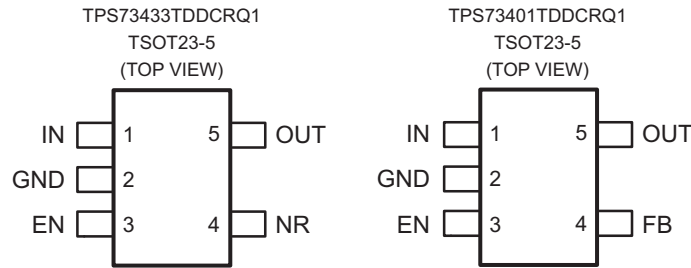 TPS73433TDDCRQ1
TSOT23-5
(TOP VIEW)
IN 1 5 OUT
GND 2
EN 3 4 NR
TPS73401TDDCRQ1
TSOT23-5
(TOP VIEW)
IN 1 5 OUT
GND 2
EN 3 4 FB